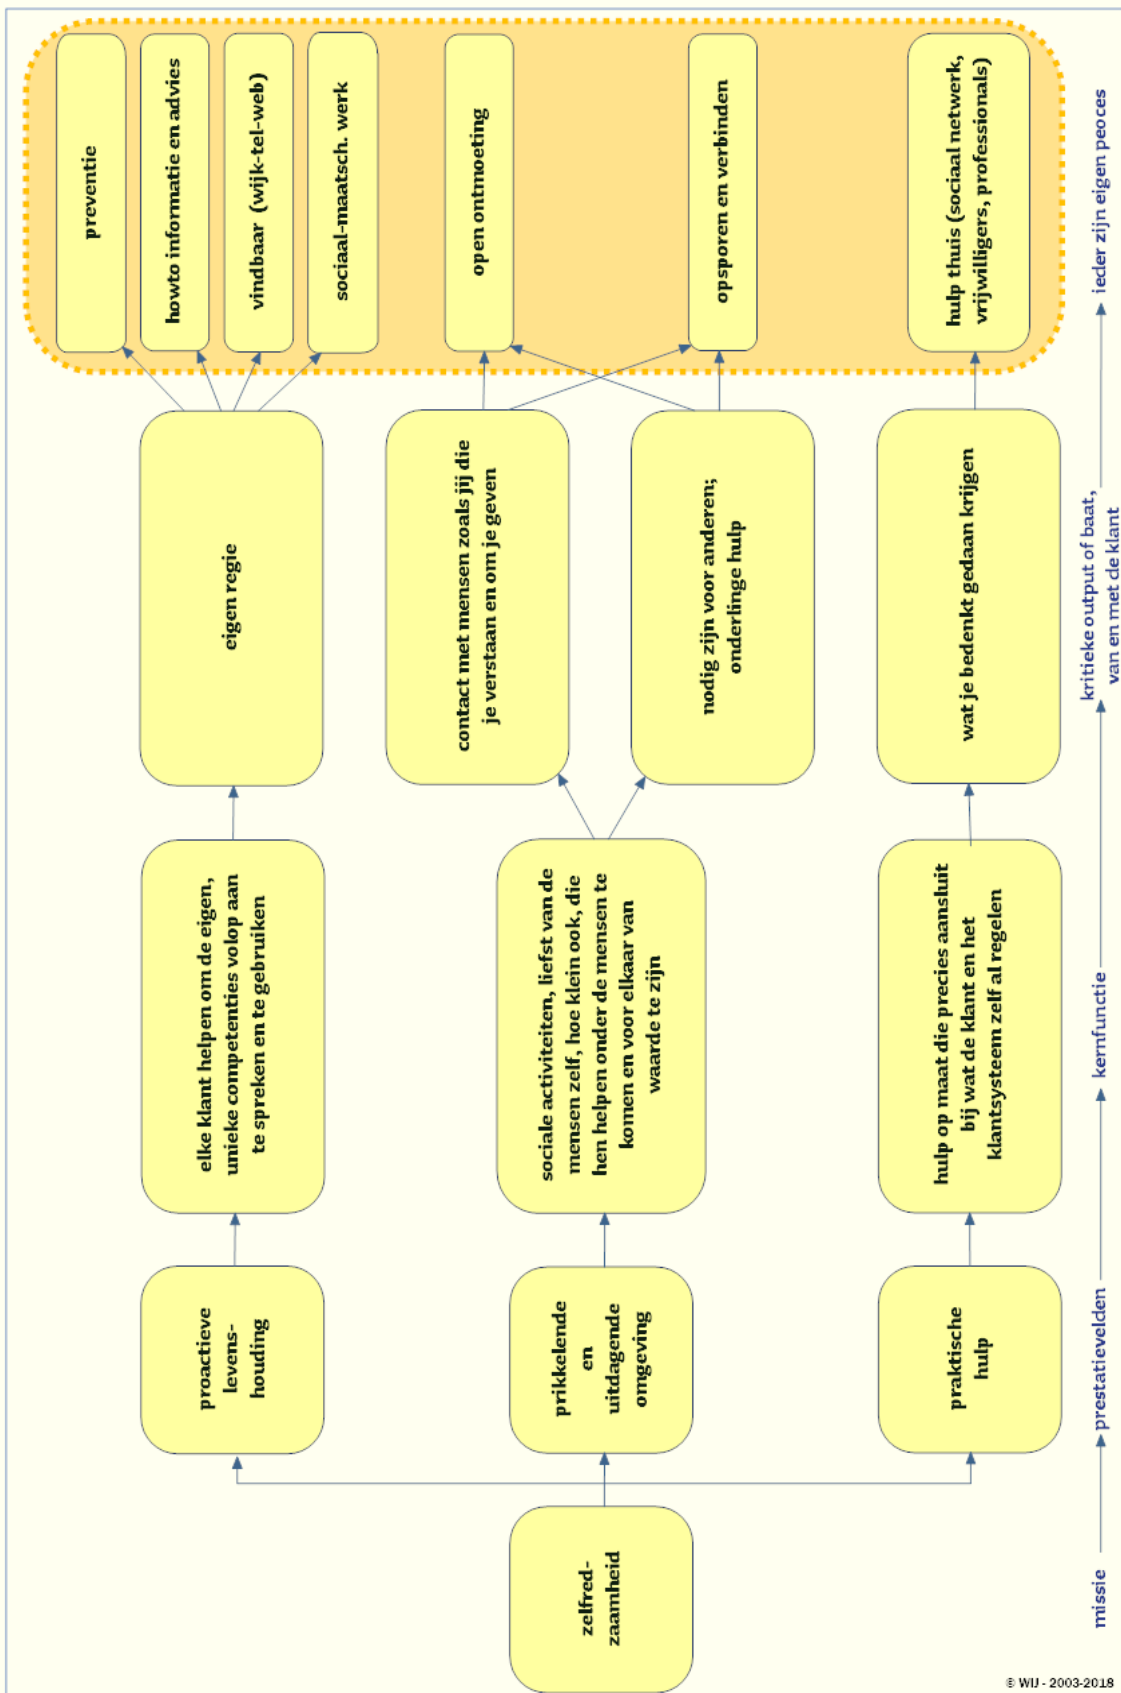 zelfred-
zaamheid
proactieve
levens-
houding
prikkelende
en
uitdagende
omgeving
praktische
hulp
elke klant helpen om de eigen,
unieke competenties volop aan
te spreken en te gebruiken
sociale activiteiten, liefst van de
mensen zelf, hoe klein ook, die
hen helpen onder de mensen te
komen en voor elkaar van
waarde te zijn
hulp op maat die precies aansluit
bij wat de klant en het
klantsysteem zelf al regelen
eigen regie
contact met mensen zoals jij die
je verstaan en om je geven
nodig zijn voor anderen;
onderlinge hulp
wat je bedenkt gedaan krijgen
preventie
howto informatie en advies
vindbaar (wijk-tel-web)
sociaal-maatsch. werk
open ontmoeting
opsporen en verbinden
hulp thuis (sociaal netwerk,
vrijwilligers, professionals)
missie
prestatievelden
kernfunctie
kritieke output of baat,
van en met de klant
ieder zijn eigen peoces
© WIJ - 2003-2018